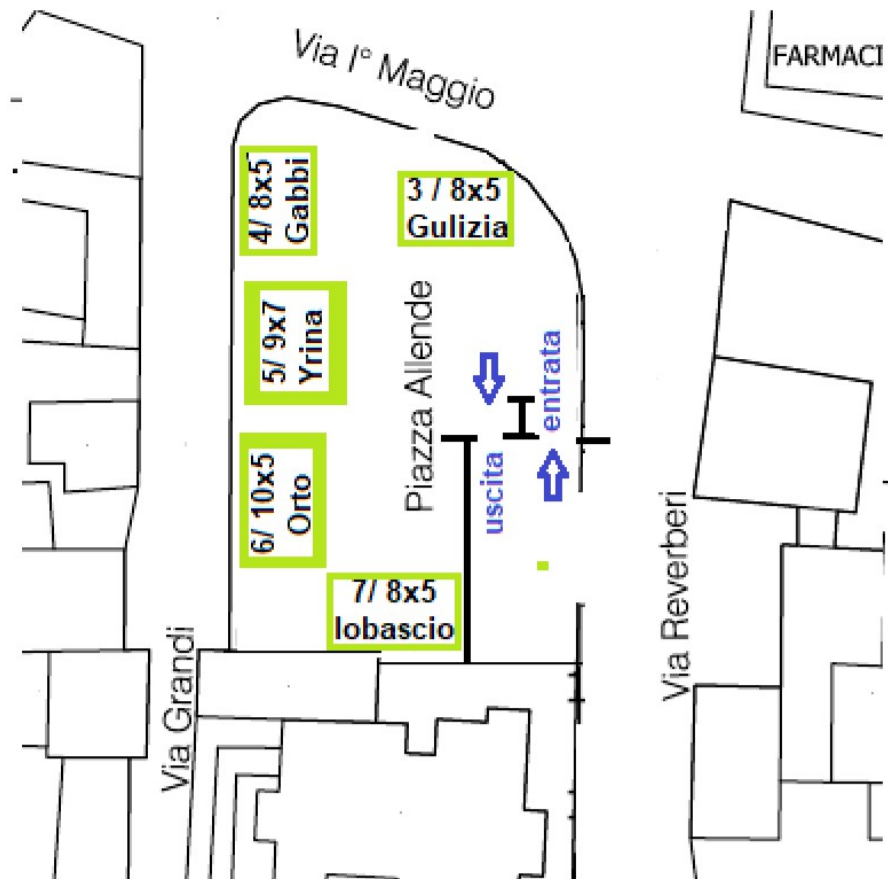 Via I° Maggio
FARMACI
4/ 8x5
Gabbi
3 / 8x5
Gulizia
5/ 9x7
Yrina
Piazza Allende
entrata
uscita
6/ 10x5
Orto
7/ 8x5
lobascio
Via Reverberi
Via Grandi